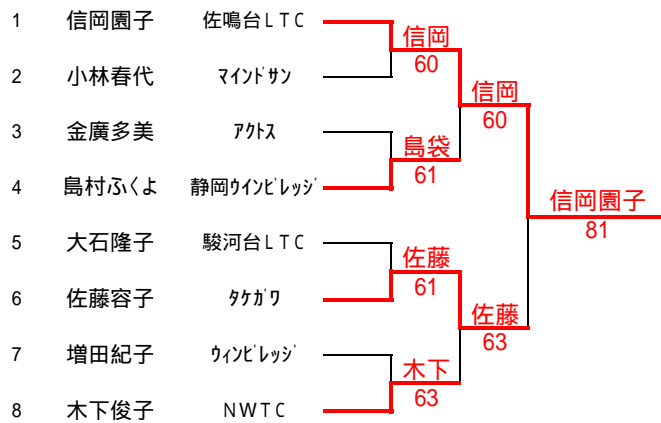 1 信岡園子 佐鳴台LTC
信岡
60
2 小林春代 ﾏｲﾝﾄﾞｻﾝ
信岡
60
3 金廣多美 ｱｸﾄｽ
島袋
61
4 島村ふくよ 静岡ｳｲﾝﾋﾞﾚｯｼﾞ
信岡園子
81
5 大石隆子 駿河台LTC
佐藤
61
6 佐藤容子 ﾀｹｶﾞﾜ
佐藤
63
7 増田紀子 ｳｨﾝﾋﾞﾚｯｼﾞ
木下
63
8 木下俊子 NWTC